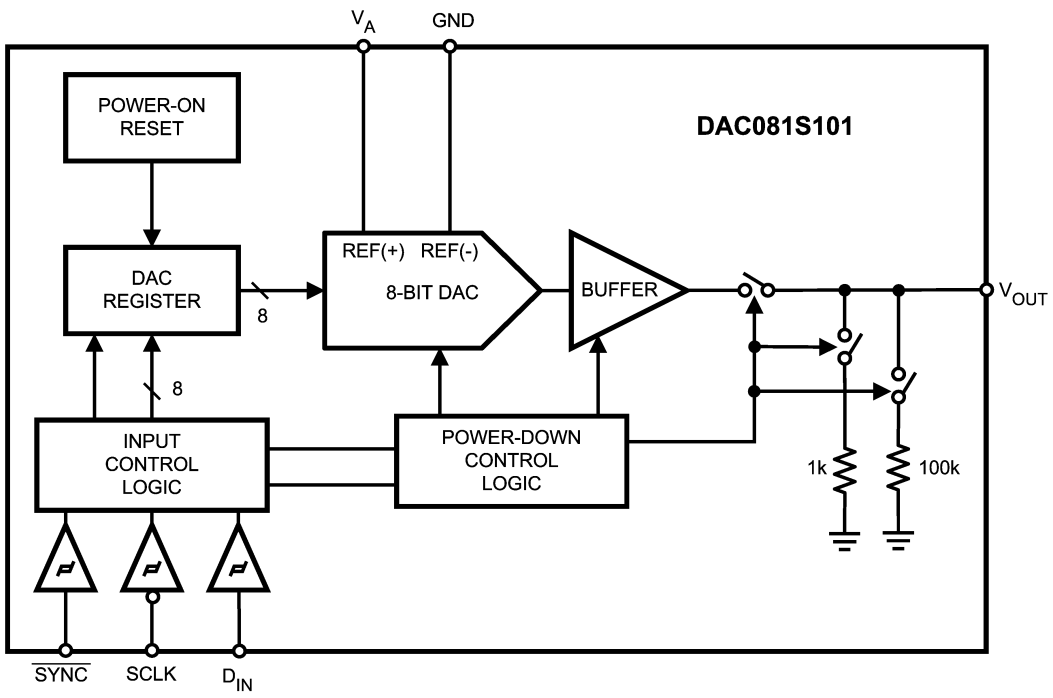 V_A GND
POWER-ON
RESET
DAC081S101
REF(+) REF(-)
DAC
REGISTER
8
8-BIT DAC
BUFFER
V_OUT
8
INPUT
CONTROL
LOGIC
POWER-DOWN
CONTROL
LOGIC
1k
100k
SYNC SCLK D_IN